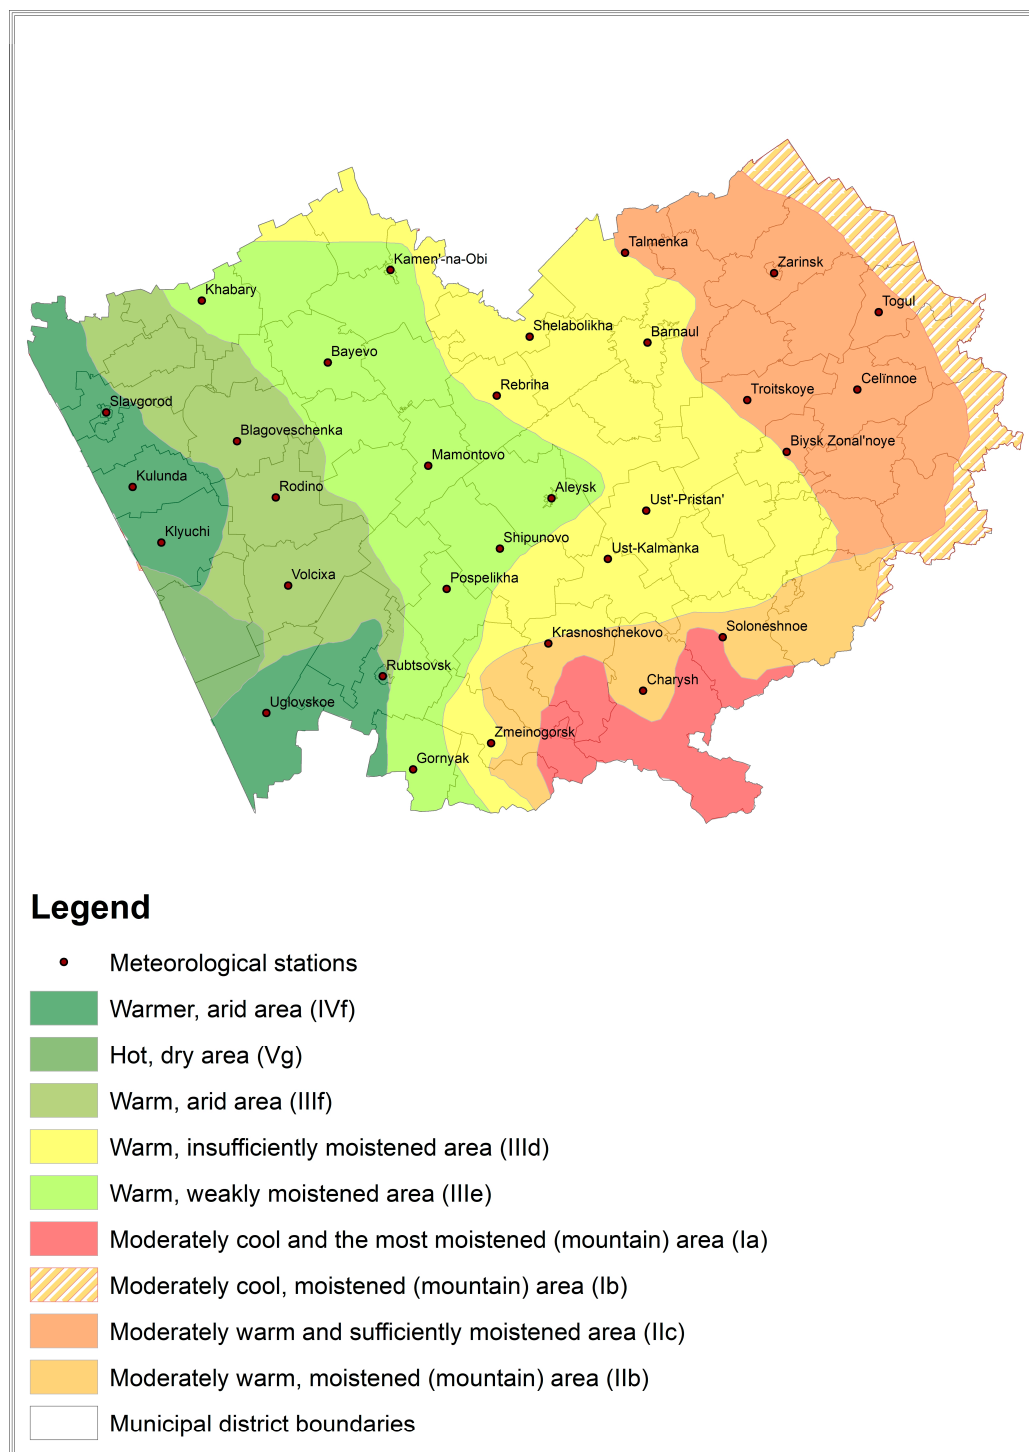 Talmenka
Kamen'-na-Obi
Zarinsk
Khabary
Togul
Shelabolikha
Barnaul
Bayevo
Rebriha
Celïnnoe
Troitskoye
Slavgorod
Blagoveschenka
Biysk Zonal'noye
Mamontovo
Kulunda
Rodino
Aleysk
Ust'-Pristan'
Klyuchi
Shipunovo
Ust-Kalmanka
Volcixa
Pospelikha
Soloneshnoe
Krasnoshchekovo
Rubtsovsk
Charysh
Uglovskoe
Zmeinogorsk
Gornyak
Legend
Meteorological stations
Warmer, arid area (IVf)
Hot, dry area (Vg)
Warm, arid area (IIIf)
Warm, insufficiently moistened area (IIId)
Warm, weakly moistened area (IIIe)
Moderately cool and the most moistened (mountain) area (Ia)
Moderately cool, moistened (mountain) area (Ib)
Moderately warm and sufficiently moistened area (IIc)
Moderately warm, moistened (mountain) area (IIb)
Municipal district boundaries